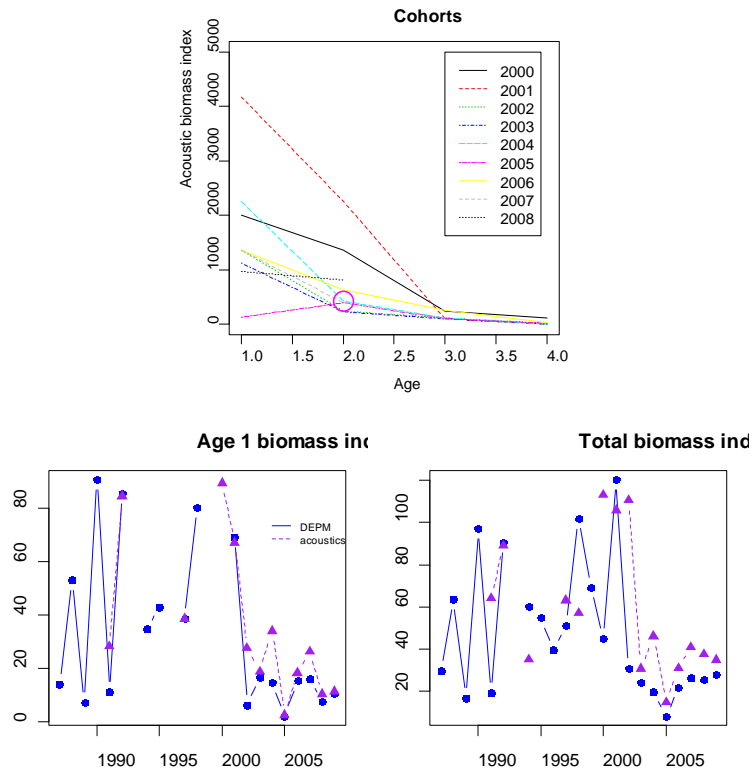 Cohorts
Acoustic biomass index
0 1000 2000 3000 4000 5000
2000
2001
2002
2003
2004
2005
2006
2007
2008
1.0 1.5 2.0 2.5 3.0 3.5 4.0
Age
Age 1 biomass ind
0 20 40 60 80
DEPM
acoustics
1990 1995 2000 2005
Total biomass ind
20 40 60 80 100
1990 1995 2000 2005